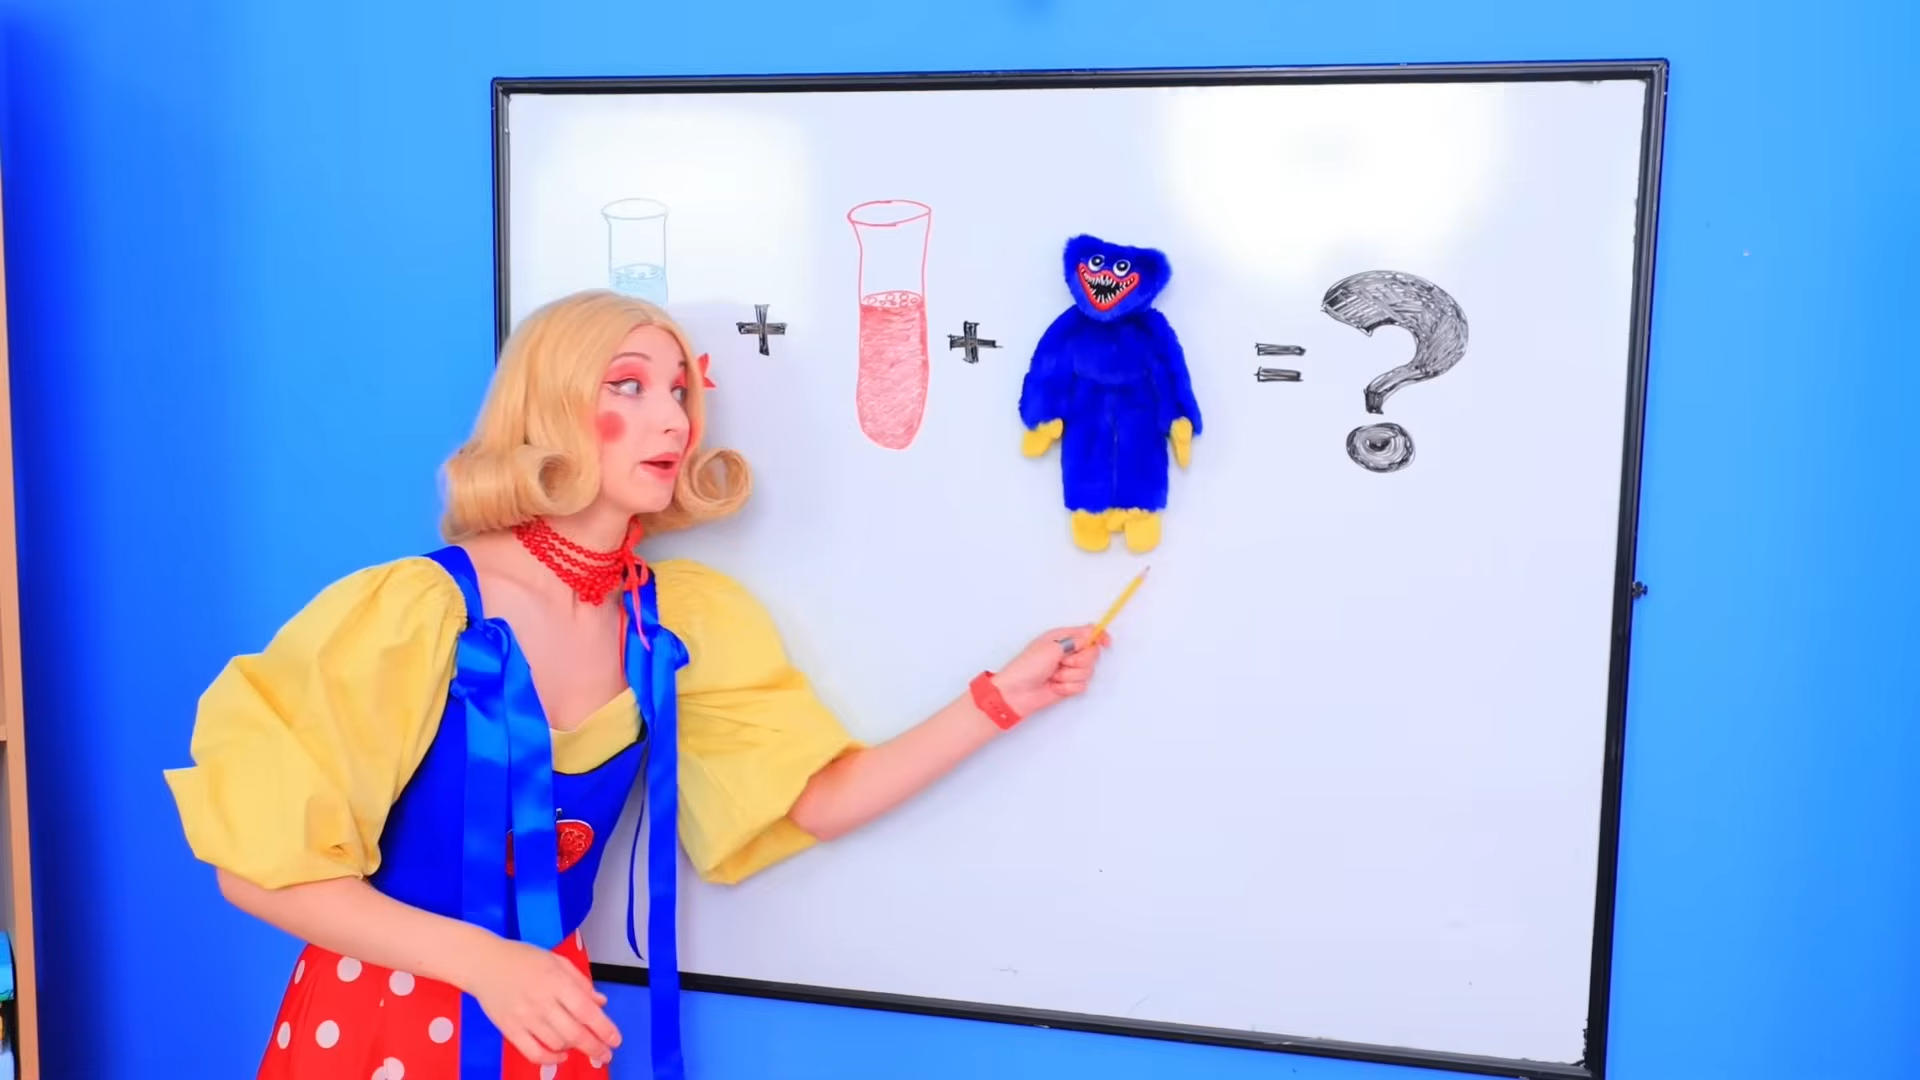 + + = ?